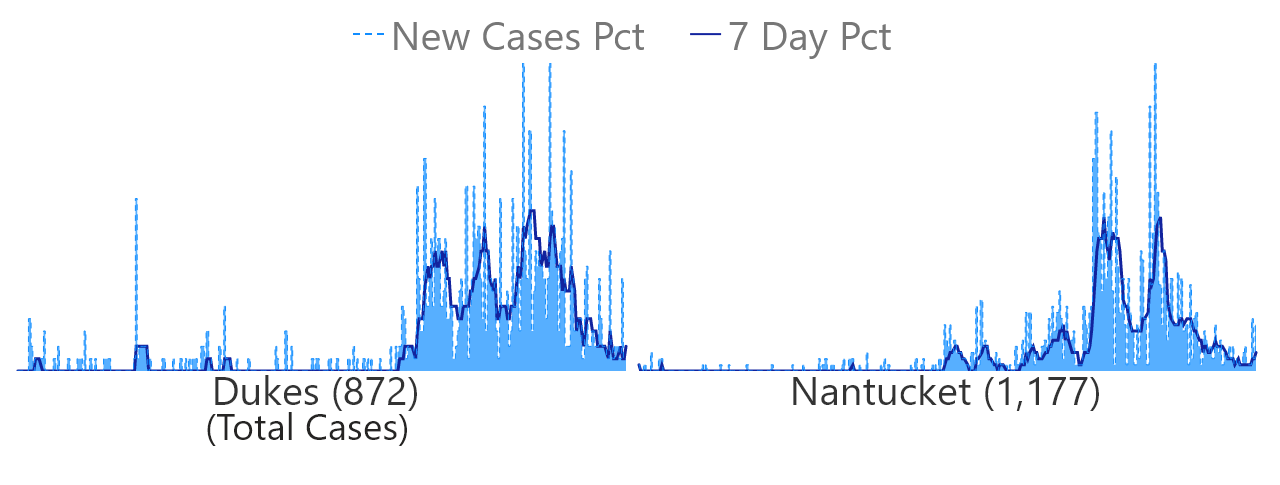 New Cases Pct 7 Day Pct
Dukes (872) Nantucket (1,177)
(Total Cases)